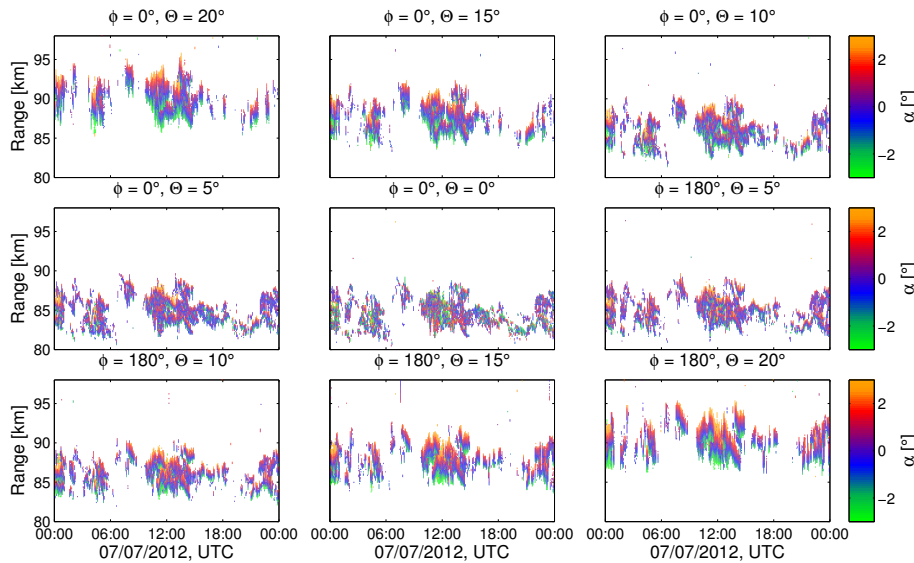 ϕ = 0°, Θ = 20°
ϕ = 0°, Θ = 15°
ϕ = 0°, Θ = 10°
Range [km]
95
90
85
80
2
0
−2
α [°]
ϕ = 0°, Θ = 5°
ϕ = 0°, Θ = 0°
ϕ = 180°, Θ = 5°
Range [km]
95
90
85
80
2
0
−2
α [°]
ϕ = 180°, Θ = 10°
ϕ = 180°, Θ = 15°
ϕ = 180°, Θ = 20°
Range [km]
95
90
85
80
2
0
−2
α [°]
00:00 06:00 12:00 18:00 00:00
00:00 06:00 12:00 18:00 00:00
00:00 06:00 12:00 18:00 00:00
07/07/2012, UTC
07/07/2012, UTC
07/07/2012, UTC